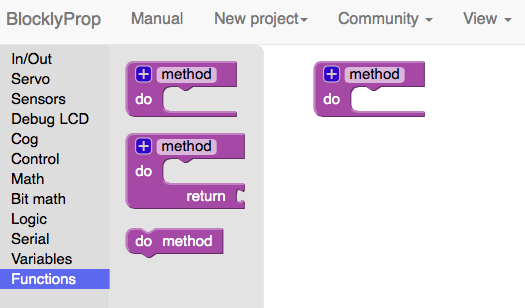 BlocklyProp Manual New project Community View
In/Out
Servo
Sensors
Debug LCD
Cog
Control
Math
Bit math
Logic
Serial
Variables
Functions
+ method
do
+ method
do
return
do method
+ method
do